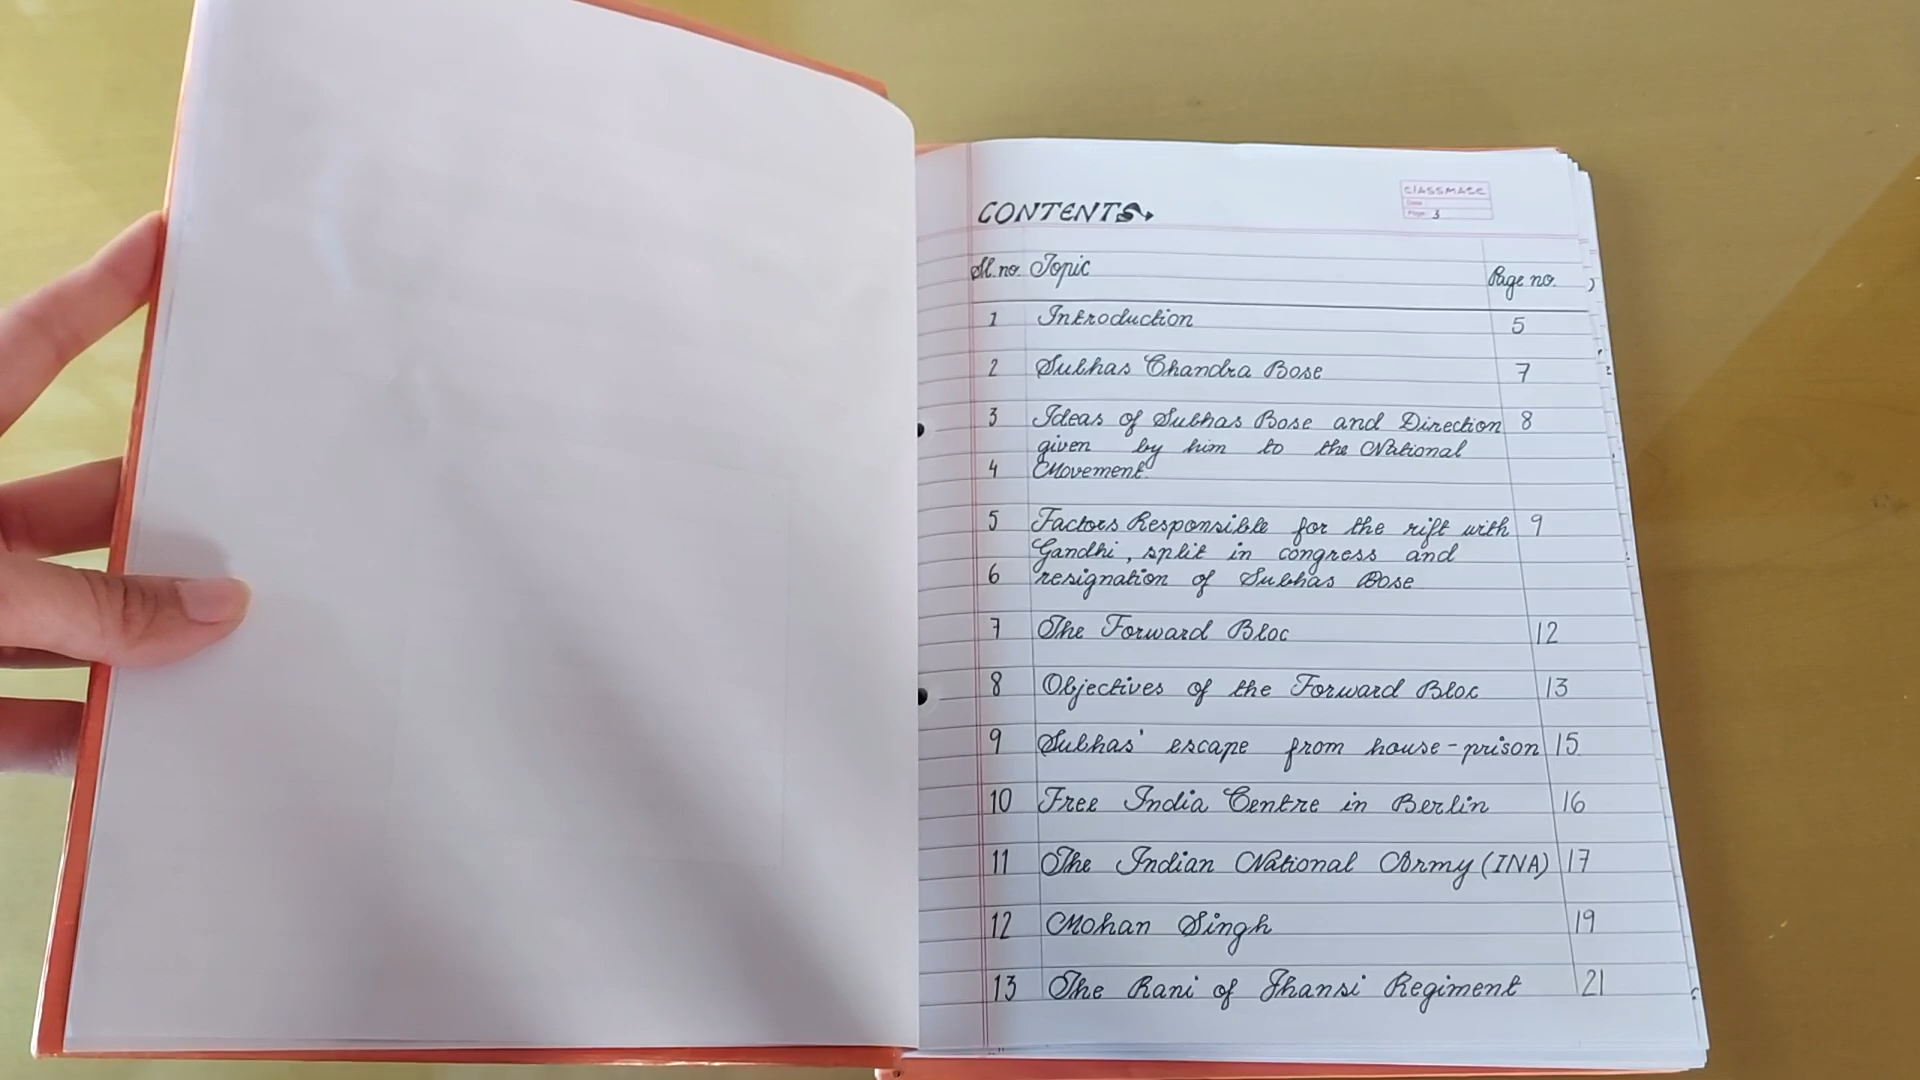 CLASSMATE
Date :
Page : 3
CONTENTS
Sl. no. Topic Page no.
1 Introduction 5
2 Subhas Chandra Bose 7
3 Ideas of Subhas Bose and Direction 8
given by him to the National
4 Movement.
5 Factors Responsible for the rift with 9
Gandhi, split in congress and
6 resignation of Subhas Bose
7 The Forward Bloc 12
8 Objectives of the Forward Bloc 13
9 Subhas' escape from house-prison 15
10 Free India Centre in Berlin 16
11 The Indian National Army (INA) 17
12 Mohan Singh 19
13 The Rani of Jhansi Regiment 21